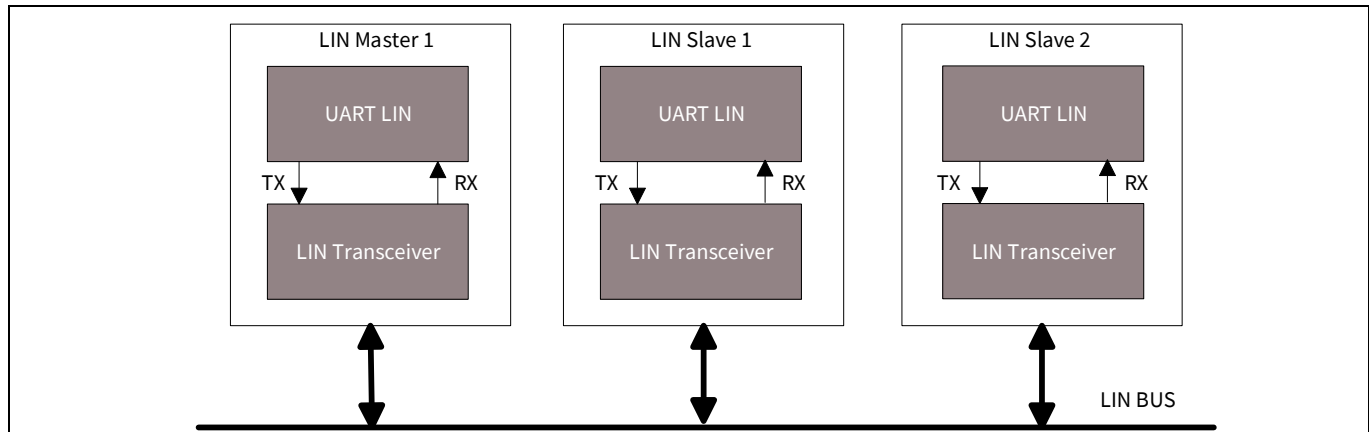 LIN Master 1
LIN Slave 1
LIN Slave 2
UART LIN
UART LIN
UART LIN
TX
RX
TX
RX
TX
RX
LIN Transceiver
LIN Transceiver
LIN Transceiver
LIN BUS